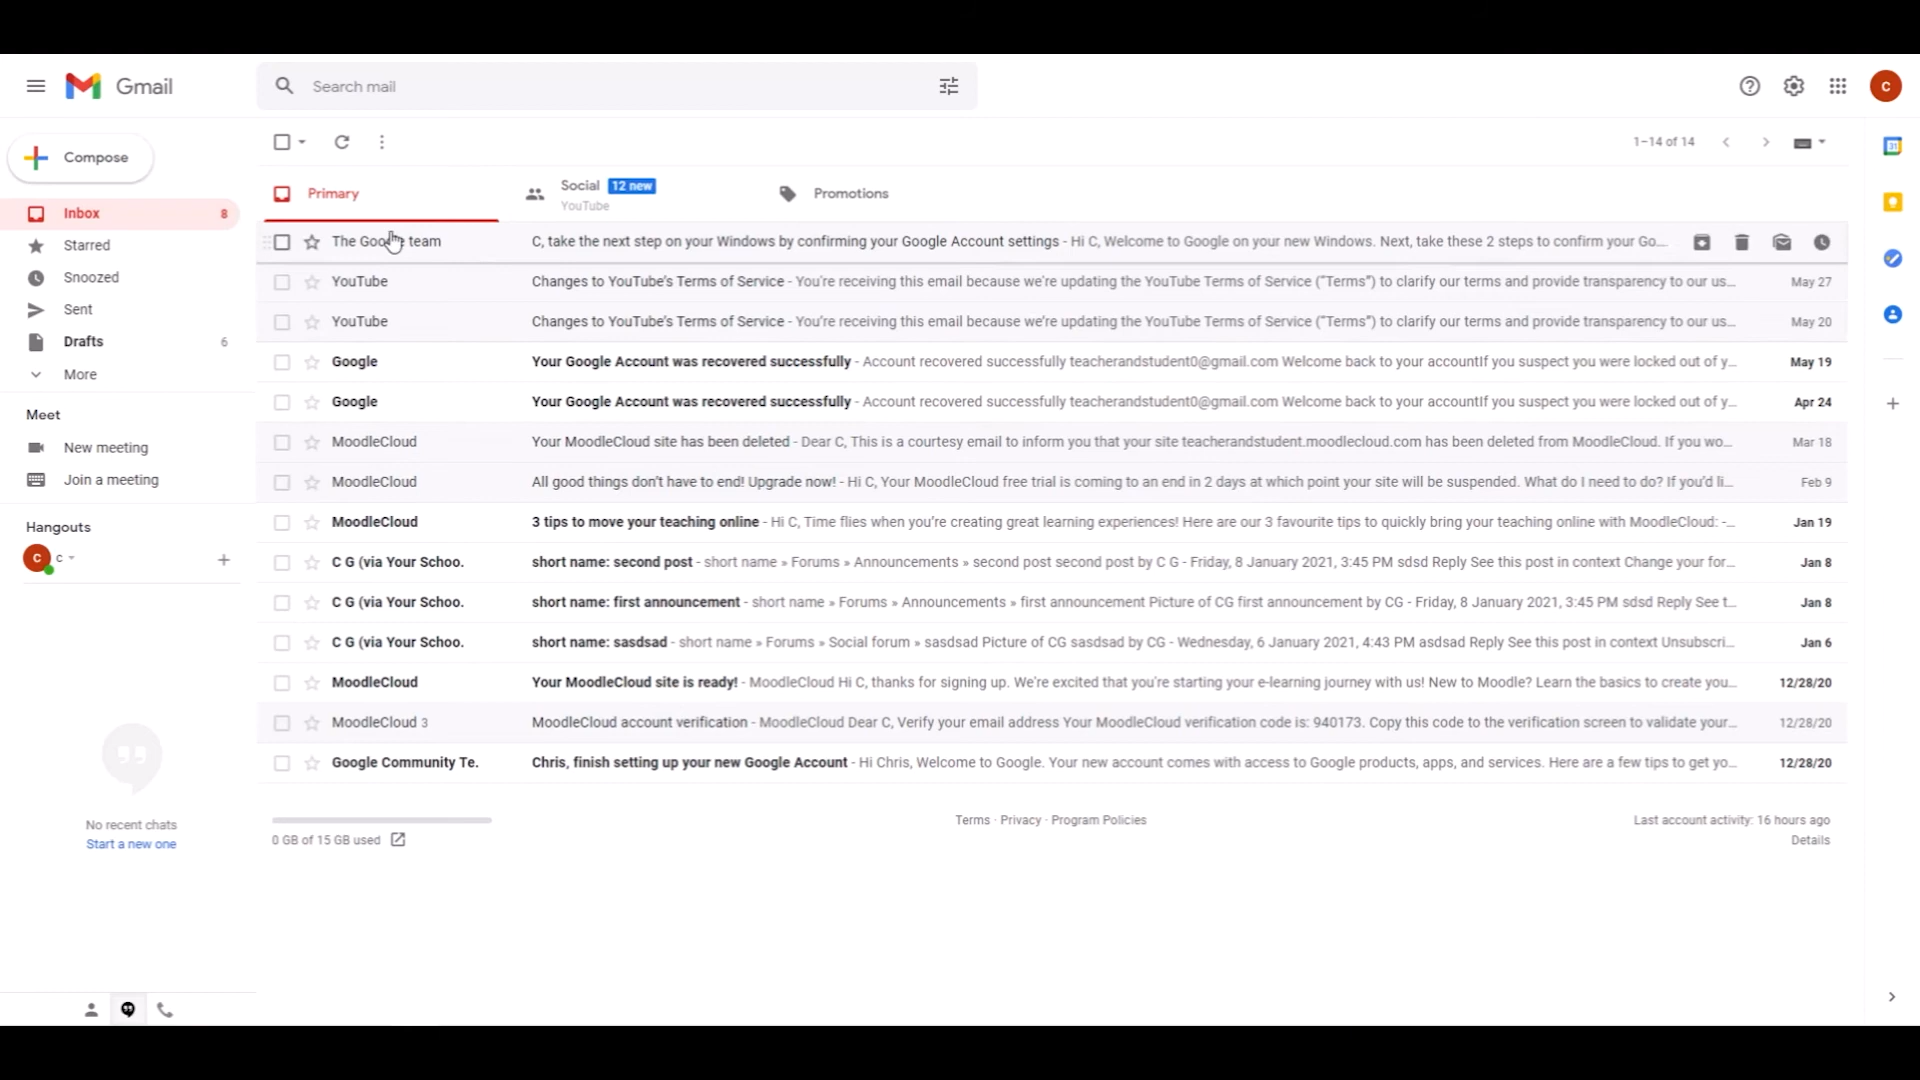 Gmail
Search mail
C
Compose
1–14 of 14
31
Primary
Social 12 new
YouTube
Promotions
Inbox 8
Starred
Snoozed
Sent
Drafts 6
More
Meet
New meeting
Join a meeting
Hangouts
C c
No recent chats
Start a new one
The Google team C, take the next step on your Windows by confirming your Google Account settings - Hi C, Welcome to Google on your new Windows. Next, take these 2 steps to confirm your Go...
YouTube Changes to YouTube's Terms of Service - You're receiving this email because we're updating the YouTube Terms of Service (“Terms”) to clarify our terms and provide transparency to our us... May 27
YouTube Changes to YouTube's Terms of Service - You're receiving this email because we're updating the YouTube Terms of Service (“Terms”) to clarify our terms and provide transparency to our us... May 20
Google Your Google Account was recovered successfully - Account recovered successfully teacherandstudent0@gmail.com Welcome back to your accountIf you suspect you were locked out of y... May 19
Google Your Google Account was recovered successfully - Account recovered successfully teacherandstudent0@gmail.com Welcome back to your accountIf you suspect you were locked out of y... Apr 24
MoodleCloud Your MoodleCloud site has been deleted - Dear C, This is a courtesy email to inform you that your site teacherandstudent.moodlecloud.com has been deleted from MoodleCloud. If you wo... Mar 18
MoodleCloud All good things don't have to end! Upgrade now! - Hi C, Your MoodleCloud free trial is coming to an end in 2 days at which point your site will be suspended. What do I need to do? If you'd li... Feb 9
MoodleCloud 3 tips to move your teaching online - Hi C, Time flies when you're creating great learning experiences! Here are our 3 favourite tips to quickly bring your teaching online with MoodleCloud: -... Jan 19
C G (via Your Schoo. short name: second post - short name » Forums » Announcements » second post second post by C G - Friday, 8 January 2021, 3:45 PM sdsd Reply See this post in context Change your for... Jan 8
C G (via Your Schoo. short name: first announcement - short name » Forums » Announcements » first announcement Picture of CG first announcement by CG - Friday, 8 January 2021, 3:45 PM sdsd Reply See t... Jan 8
C G (via Your Schoo. short name: sasdsad - short name » Forums » Social forum » sasdsad Picture of CG sasdsad by CG - Wednesday, 6 January 2021, 4:43 PM asdsad Reply See this post in context Unsubscri... Jan 6
MoodleCloud Your MoodleCloud site is ready! - MoodleCloud Hi C, thanks for signing up. We're excited that you're starting your e-learning journey with us! New to Moodle? Learn the basics to create you... 12/28/20
MoodleCloud 3 MoodleCloud account verification - MoodleCloud Dear C, Verify your email address Your MoodleCloud verification code is: 940173. Copy this code to the verification screen to validate your... 12/28/20
Google Community Te. Chris, finish setting up your new Google Account - Hi Chris, Welcome to Google. Your new account comes with access to Google products, apps, and services. Here are a few tips to get yo... 12/28/20
0 GB of 15 GB used
Terms · Privacy · Program Policies
Last account activity: 16 hours ago
Details